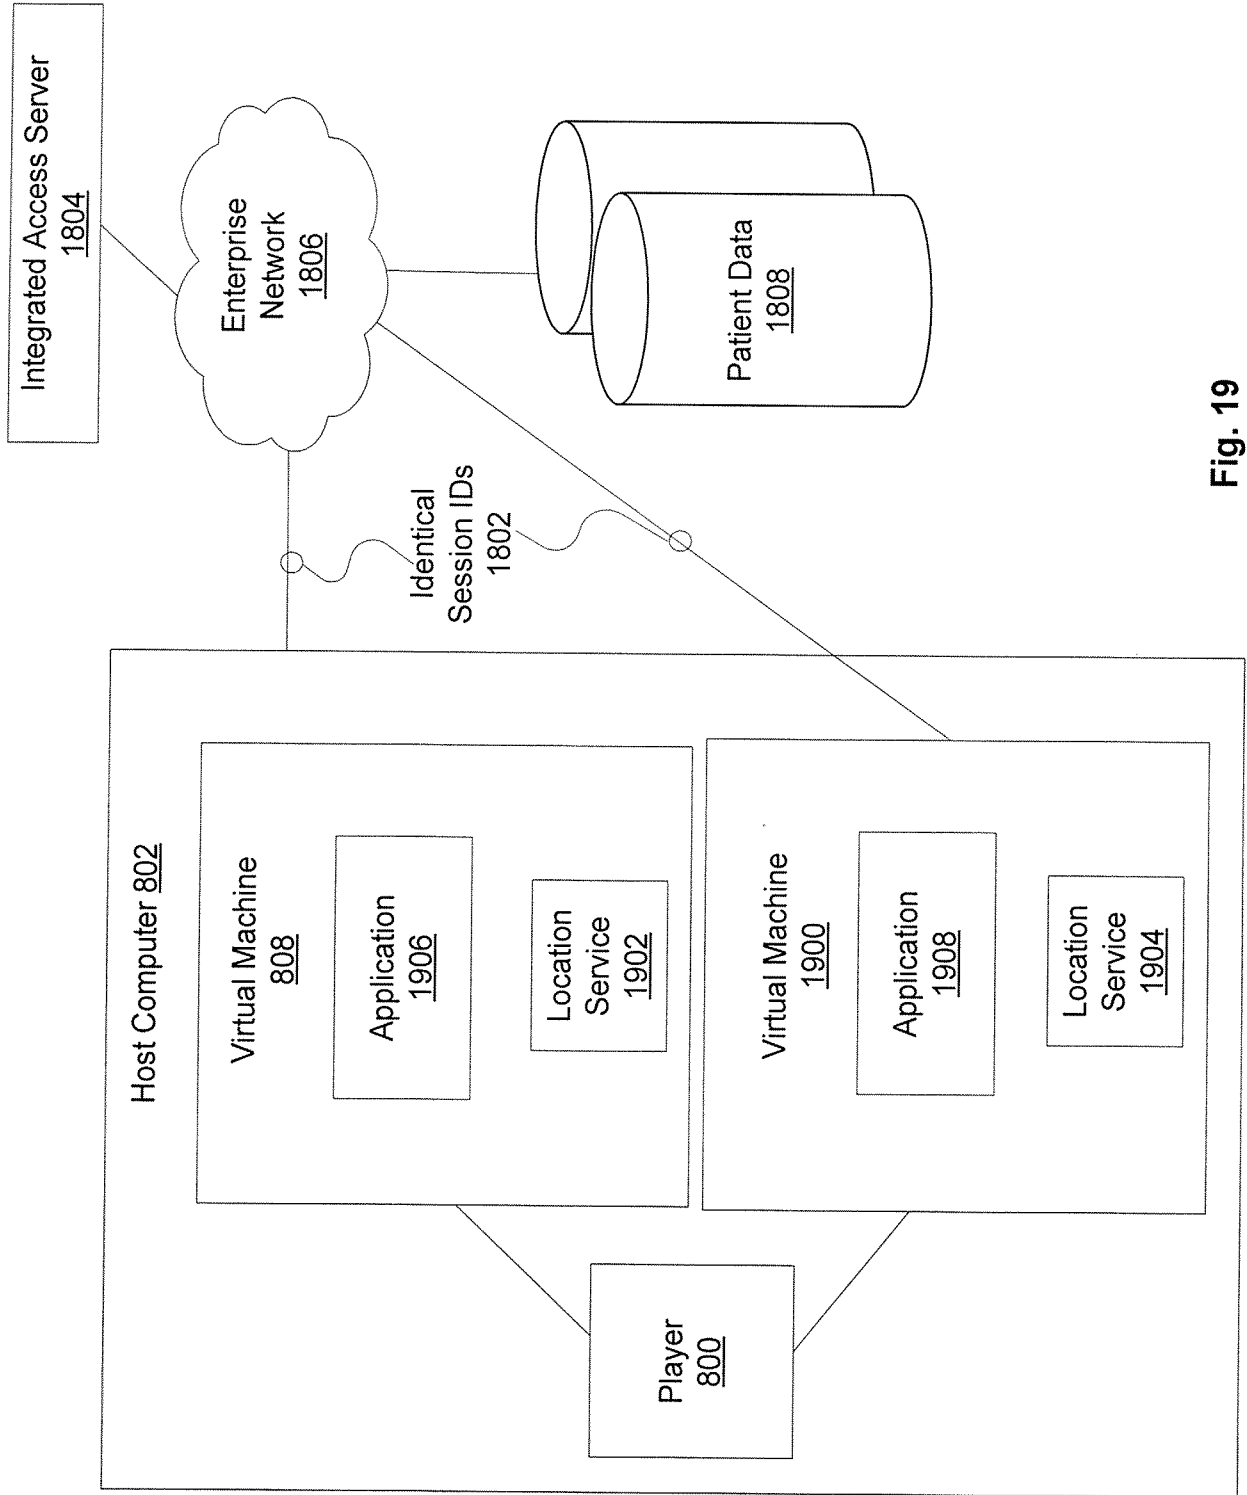 Host Computer 802
Virtual Machine
808
Application
1906
Location
Service
1902
Virtual Machine
1900
Application
1908
Location
Service
1904
Player
800
Identical
Session IDs
1802
Integrated Access Server
1804
Enterprise
Network
1806
Patient Data
1808
Fig. 19